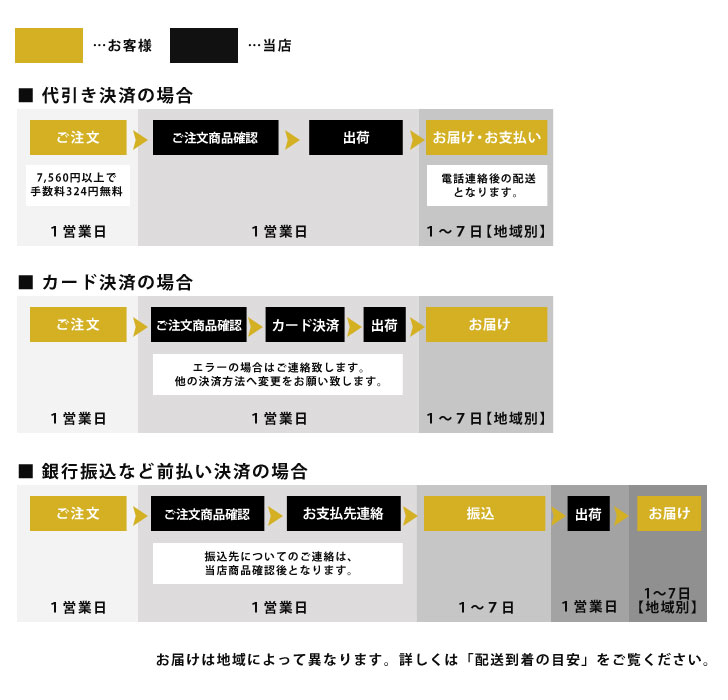 …お客様
…当店
■ 代引き決済の場合
ご注文
ご注文商品確認
出荷
お届け・お支払い
7,560円以上で
手数料324円無料
電話連絡後の配送
となります。
1営業日
1営業日
1～7日【地域別】
■ カード決済の場合
ご注文
ご注文商品確認
カード決済
出荷
お届け
エラーの場合はご連絡致します。
他の決済方法へ変更をお願い致します。
1営業日
1営業日
1～7日【地域別】
■ 銀行振込など前払い決済の場合
ご注文
ご注文商品確認
お支払先連絡
振込
出荷
お届け
振込先についてのご連絡は、
当店商品確認後となります。
1営業日
1営業日
1～7日
1営業日
1～7日
【地域別】
お届けは地域によって異なります。詳しくは「配送到着の目安」をご覧ください。